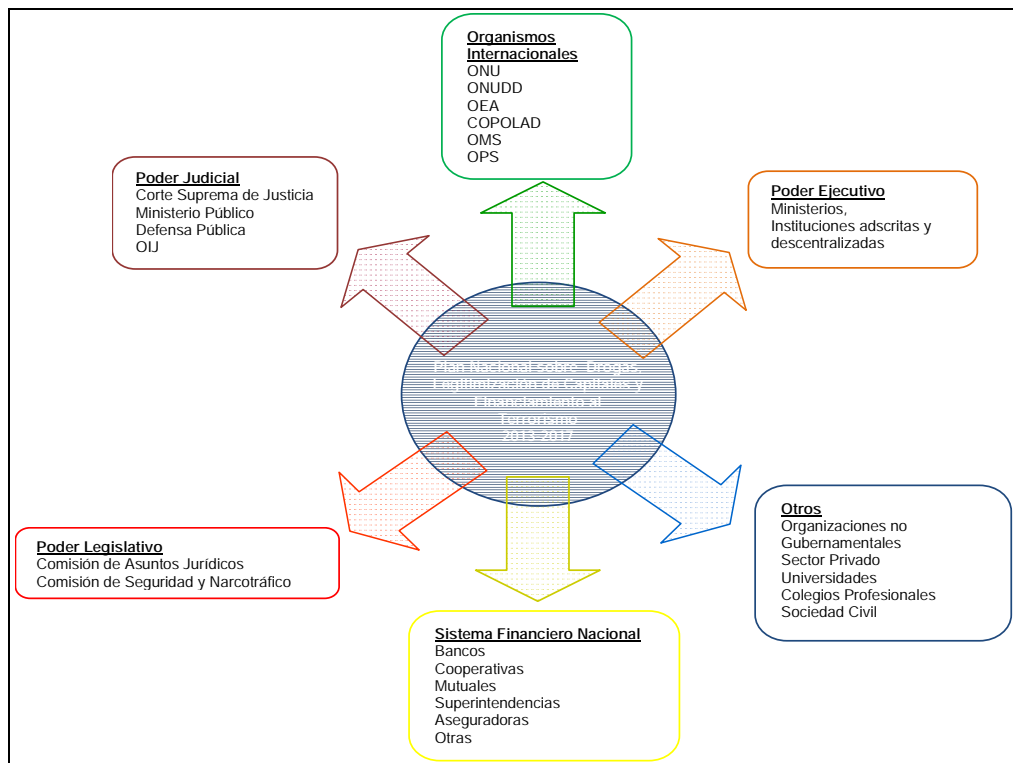 Organismos
Internacionales
ONU
ONUDD
OEA
COPOLAD
OMS
OPS
Poder Judicial
Corte Suprema de Justicia
Ministerio Público
Defensa Pública
OIJ
Poder Ejecutivo
Ministerios,
Instituciones adscritas y
descentralizadas
Plan Nacional sobre Drogas,
Legitimización de Capitales y
Financiamiento al
Terrorismo
2013-2017
Poder Legislativo
Comisión de Asuntos Jurídicos
Comisión de Seguridad y Narcotráfico
Otros
Organizaciones no
Gubernamentales
Sector Privado
Universidades
Colegios Profesionales
Sociedad Civil
Sistema Financiero Nacional
Bancos
Cooperativas
Mutuales
Superintendencias
Aseguradoras
Otras